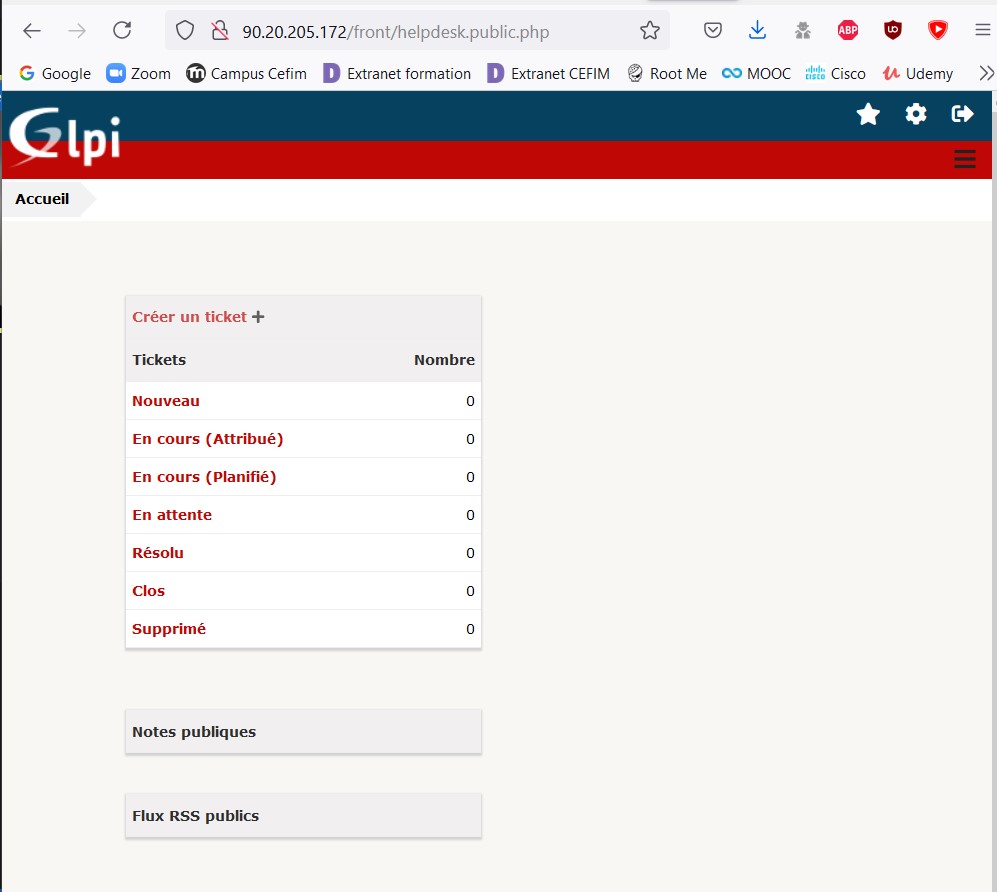 90.20.205.172/front/helpdesk.public.php
ABP
Google Zoom Campus Cefim Extranet formation Extranet CEFIM Root Me MOOC Cisco Udemy
Glpi
Accueil
Créer un ticket
Tickets Nombre
Nouveau 0
En cours (Attribué) 0
En cours (Planifié) 0
En attente 0
Résolu 0
Clos 0
Supprimé 0
Notes publiques
Flux RSS publics